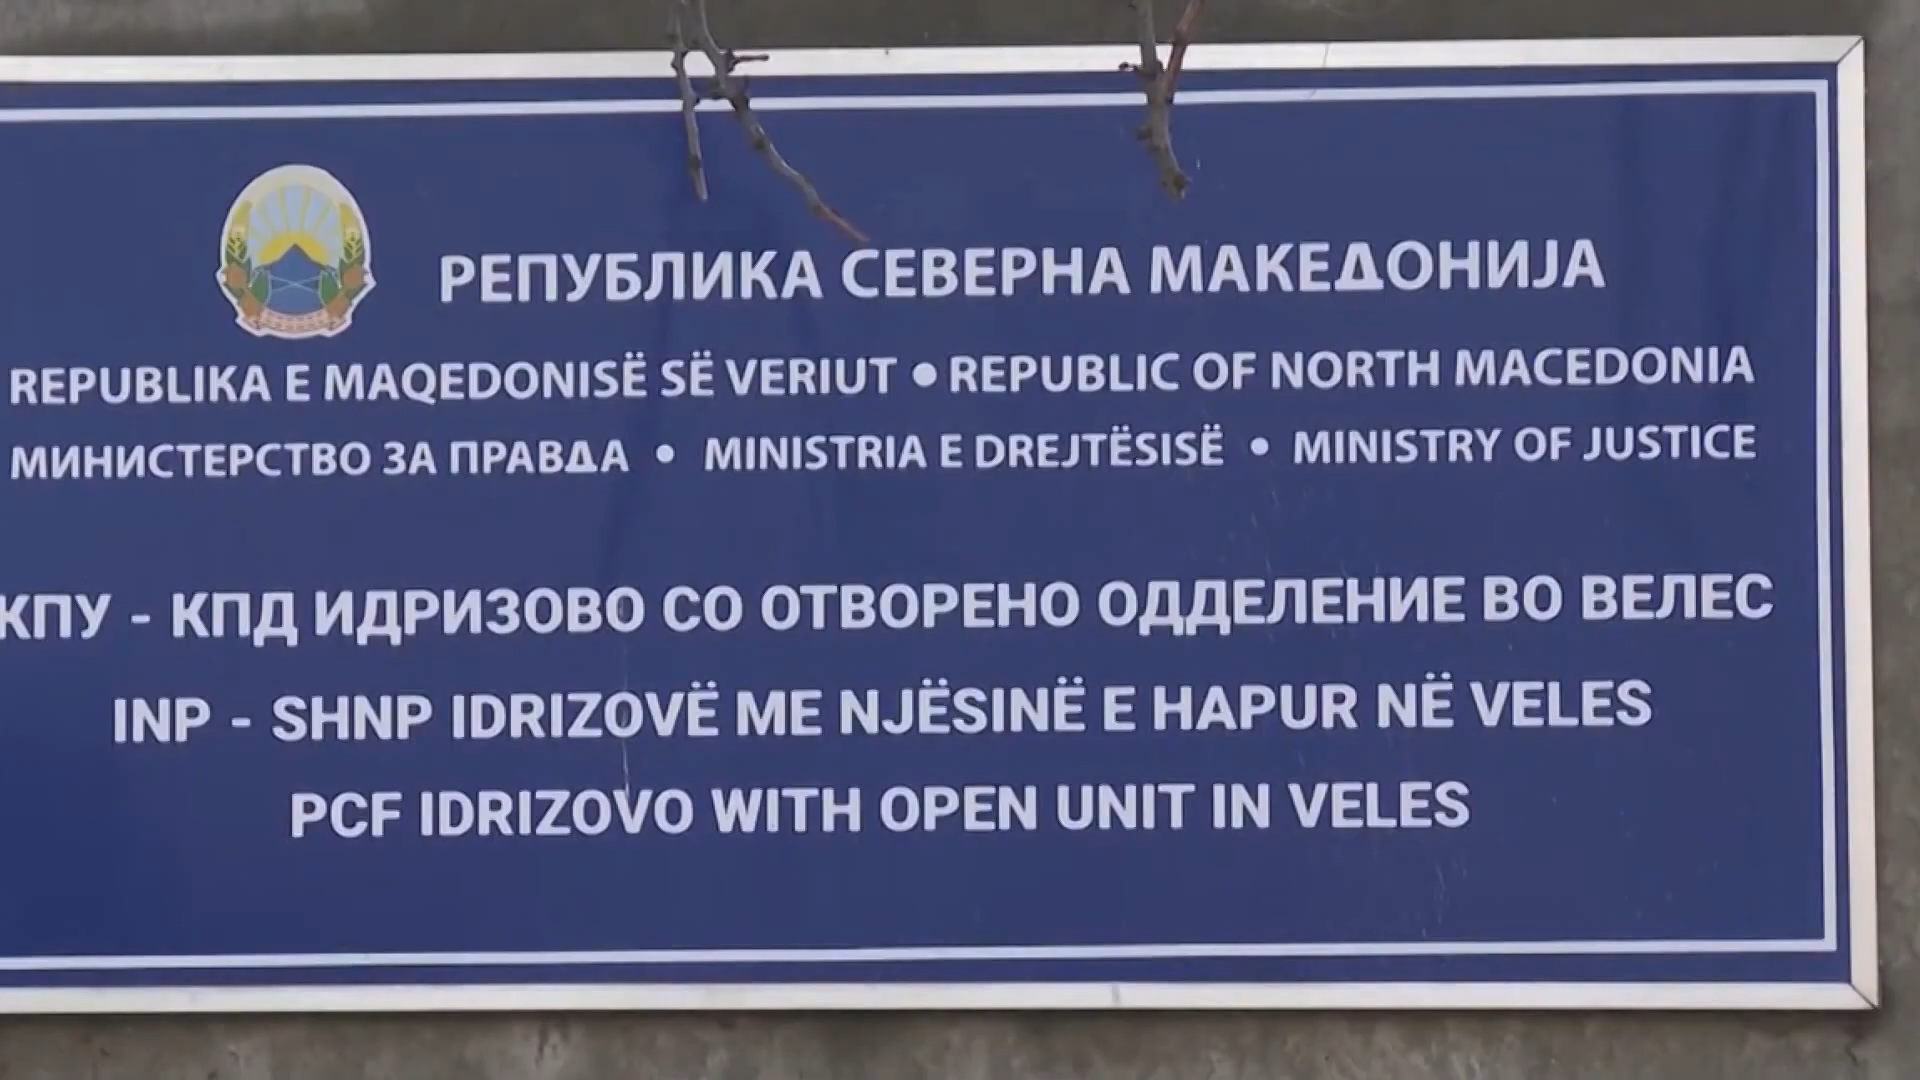 РЕПУБЛИКА СЕВЕРНА МАКЕДОНИЈА
REPUBLIKA E MAQEDONISË SË VERIUT • REPUBLIC OF NORTH MACEDONIA
МИНИСТЕРСТВО ЗА ПРАВДА • MINISTRIA E DREJTËSISË • MINISTRY OF JUSTICE
КПУ - КПД ИДРИЗОВО СО ОТВОРЕНО ОДДЕЛЕНИЕ ВО ВЕЛЕС
INP - SHNP IDRIZOVË ME NJËSINË E HAPUR NË VELES
PCF IDRIZOVO WITH OPEN UNIT IN VELES